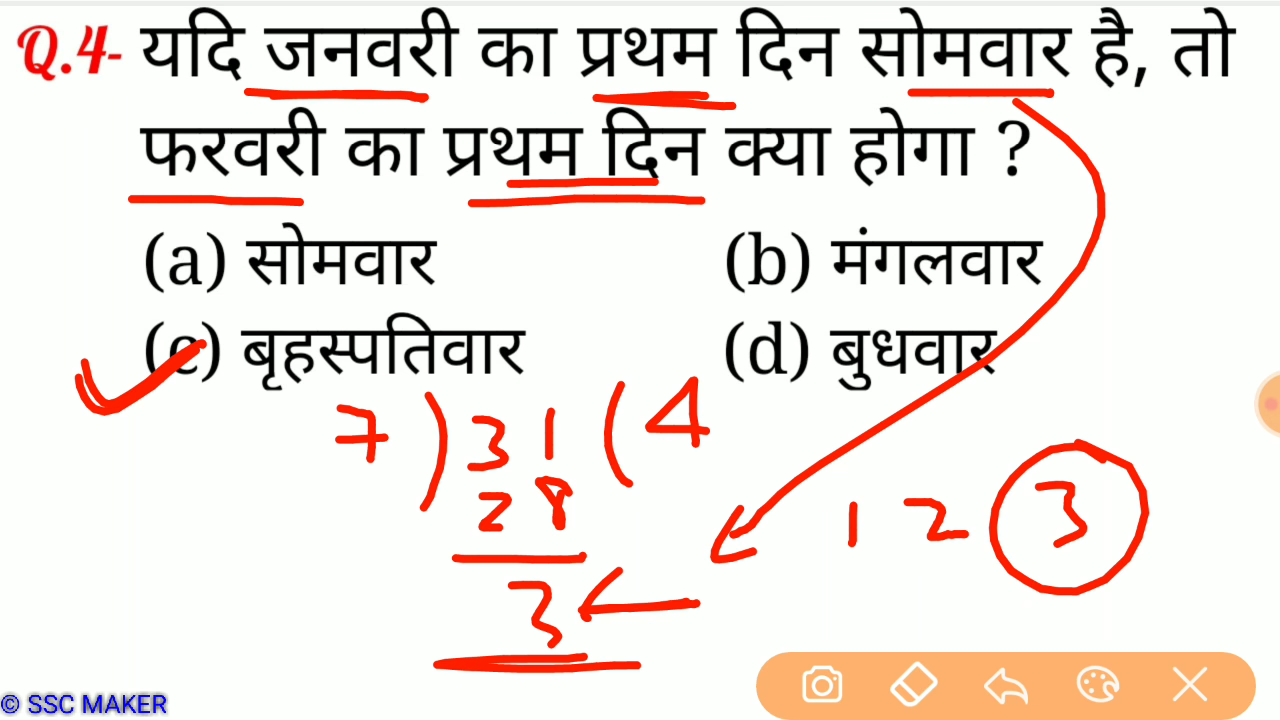 Q.4- यदि जनवरी का प्रथम दिन सोमवार है, तो
फरवरी का प्रथम दिन क्या होगा ?
(a) सोमवार (b) मंगलवार
(c) बृहस्पतिवार (d) बुधवार
7 ) 31 ( 4
28
3
1 2 3
© SSC MAKER